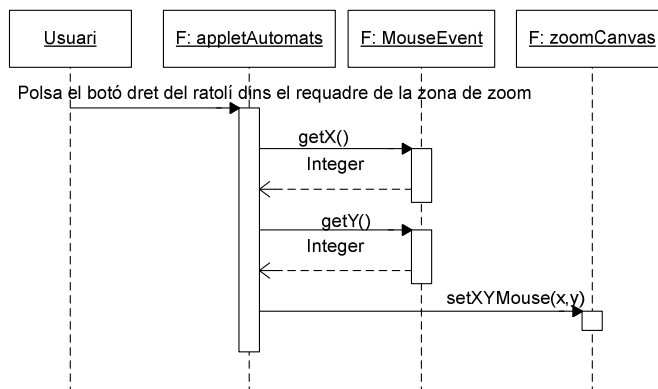 Usuari
F: appletAutomats
F: MouseEvent
F: zoomCanvas
Polsa el botó dret del ratolí dins el requadre de la zona de zoom
getX()
Integer
getY()
Integer
setXYMouse(x,y)